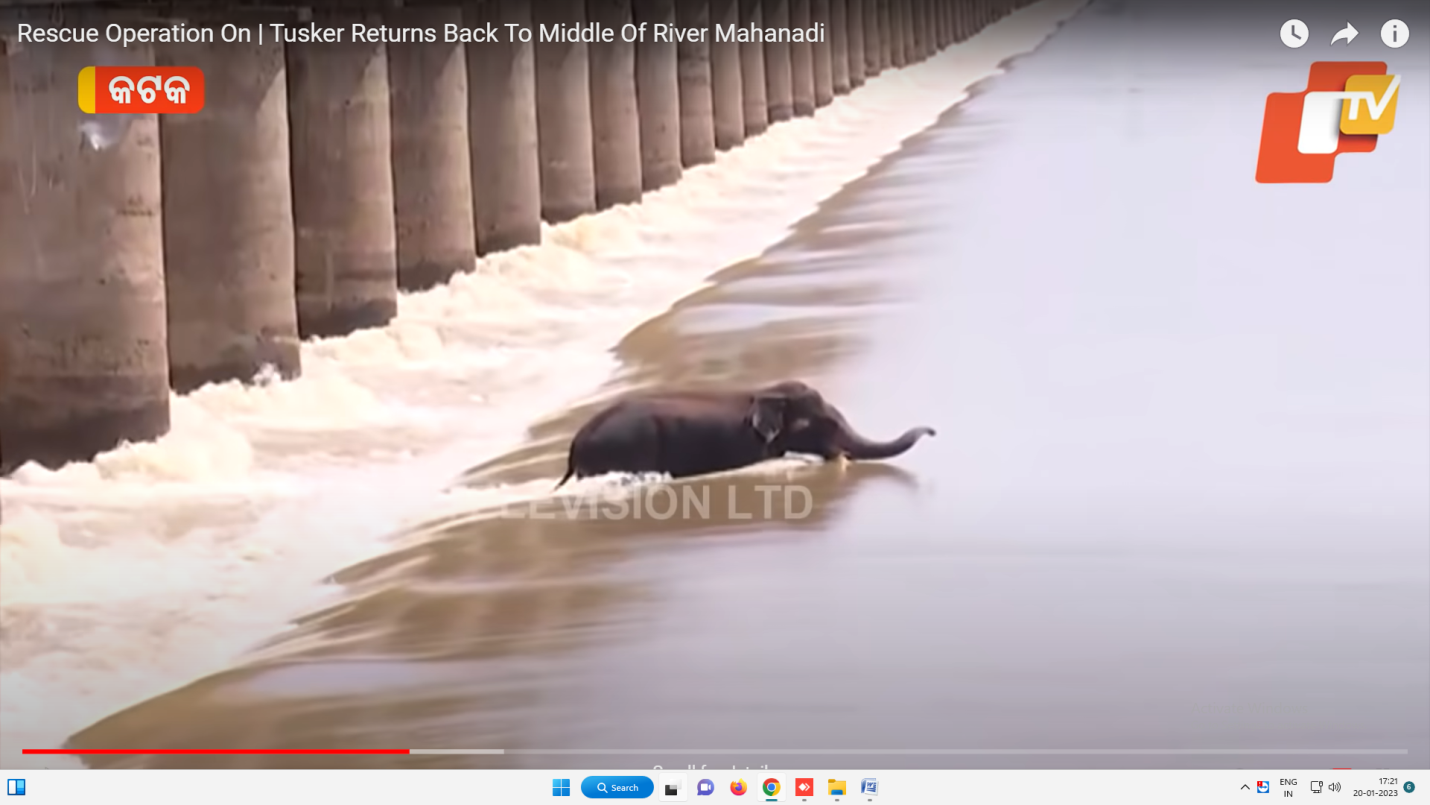 Rescue Operation On | Tusker Returns Back To Middle Of River Mahanadi
କଟକ
TV
LEVISION LTD
Search
ENG
IN
17:21
20-01-2023
6